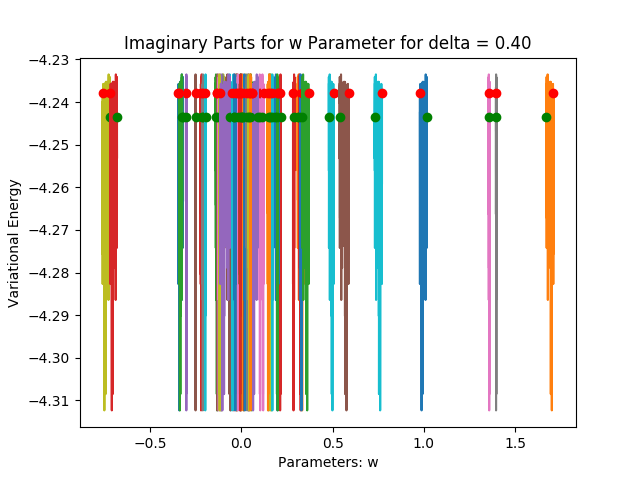 Imaginary Parts for w Parameter for delta = 0.40
Variational Energy
−4.23
−4.24
−4.25
−4.26
−4.27
−4.28
−4.29
−4.30
−4.31
−0.5 0.0 0.5 1.0 1.5
Parameters: w